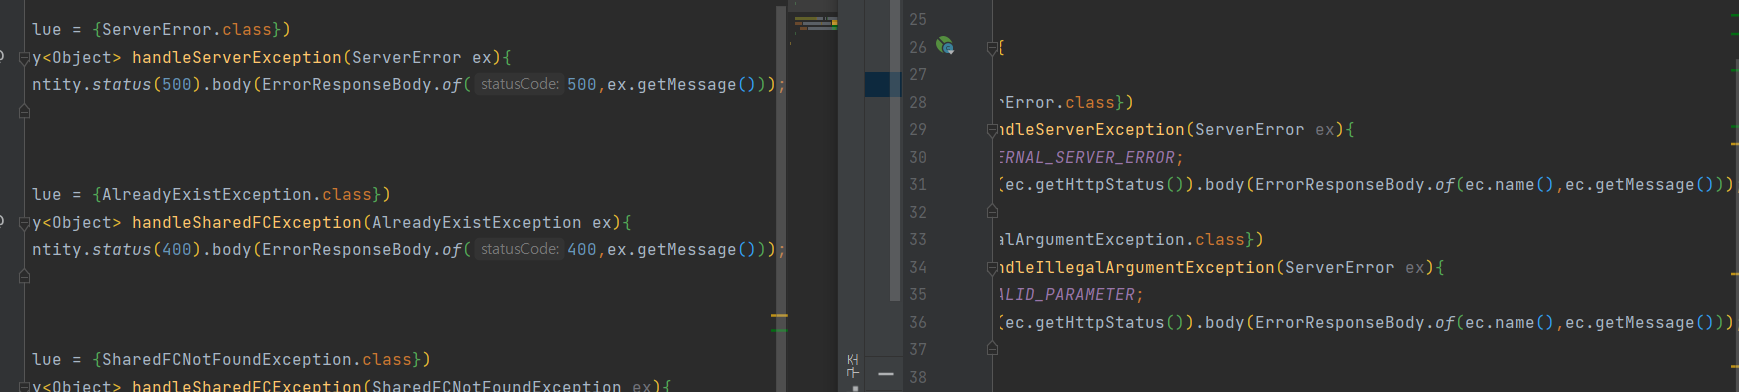 lue = {ServerError.class})
y<Object> handleServerException(ServerError ex){
ntity.status(500).body(ErrorResponseBody.of( statusCode: 500,ex.getMessage()));
lue = {AlreadyExistException.class})
y<Object> handleSharedFCException(AlreadyExistException ex){
ntity.status(400).body(ErrorResponseBody.of( statusCode: 400,ex.getMessage()));
lue = {SharedFCNotFoundException.class})
y<Object> handleSharedFCException(SharedFCNotFoundException ex){
25
26 {
27
28 rError.class})
29 ndleServerException(ServerError ex){
30 ERNAL_SERVER_ERROR;
31 (ec.getHttpStatus()).body(ErrorResponseBody.of(ec.name(),ec.getMessage()))
32
33 alArgumentException.class})
34 ndleIllegalArgumentException(ServerError ex){
35 ALID_PARAMETER;
36 (ec.getHttpStatus()).body(ErrorResponseBody.of(ec.name(),ec.getMessage()))
37
38